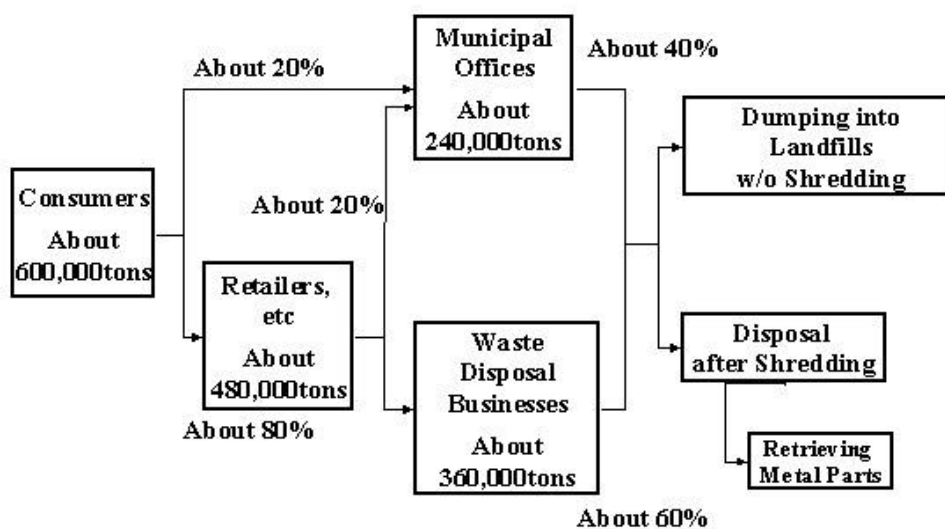 Consumers
About
600,000tons
About 20%
Retailers,
etc
About
480,000tons
About 80%
About 20%
Municipal
Offices
About
240,000tons
About 40%
Waste
Disposal
Businesses
About
360,000tons
About 60%
Dumping into
Landfills
w/o Shredding
Disposal
after Shredding
Retrieving
Metal Parts